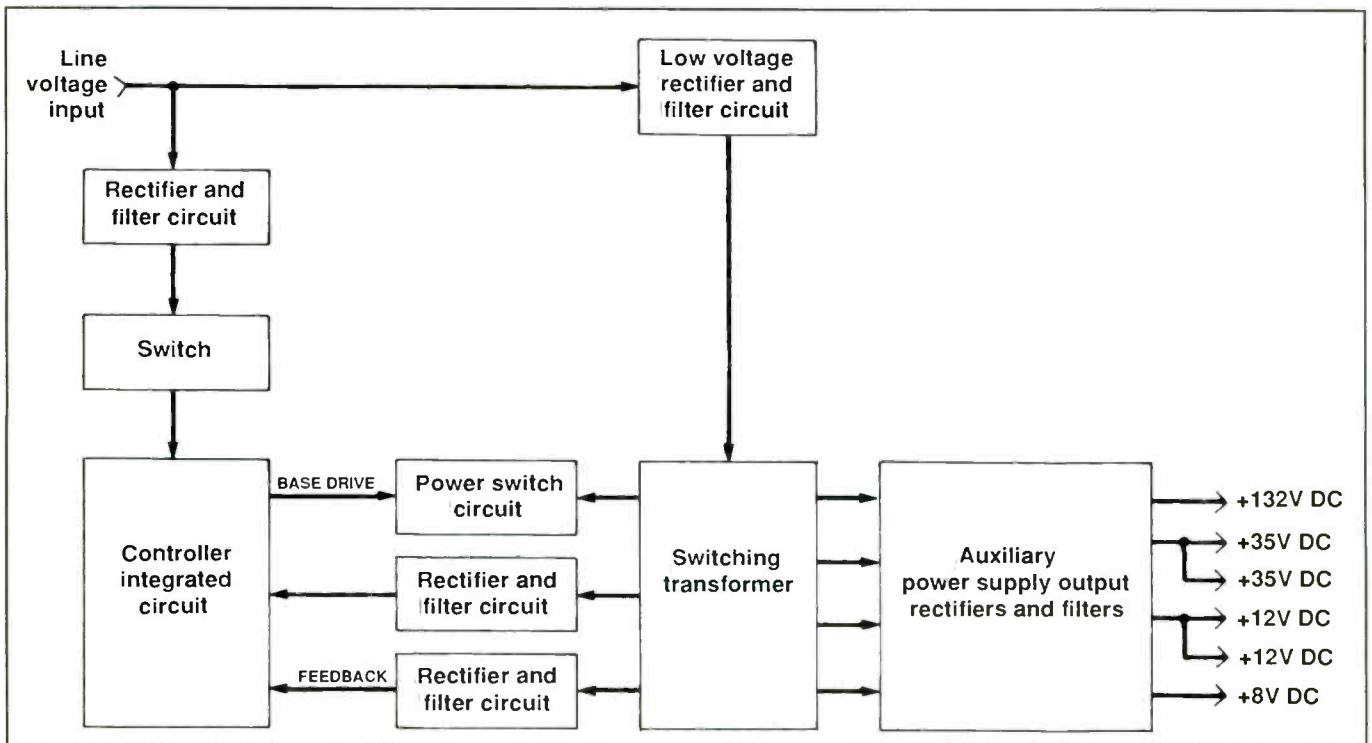 Line
voltage
input
Low voltage
rectifier and
filter circuit
Rectifier and
filter circuit
Switch
Controller
integrated
circuit
BASE DRIVE
Power switch
circuit
Rectifier and
filter circuit
FEEDBACK
Rectifier and
filter circuit
Switching
transformer
Auxiliary
power supply output
rectifiers and filters
+132V DC
+35V DC
+35V DC
+12V DC
+12V DC
+8V DC